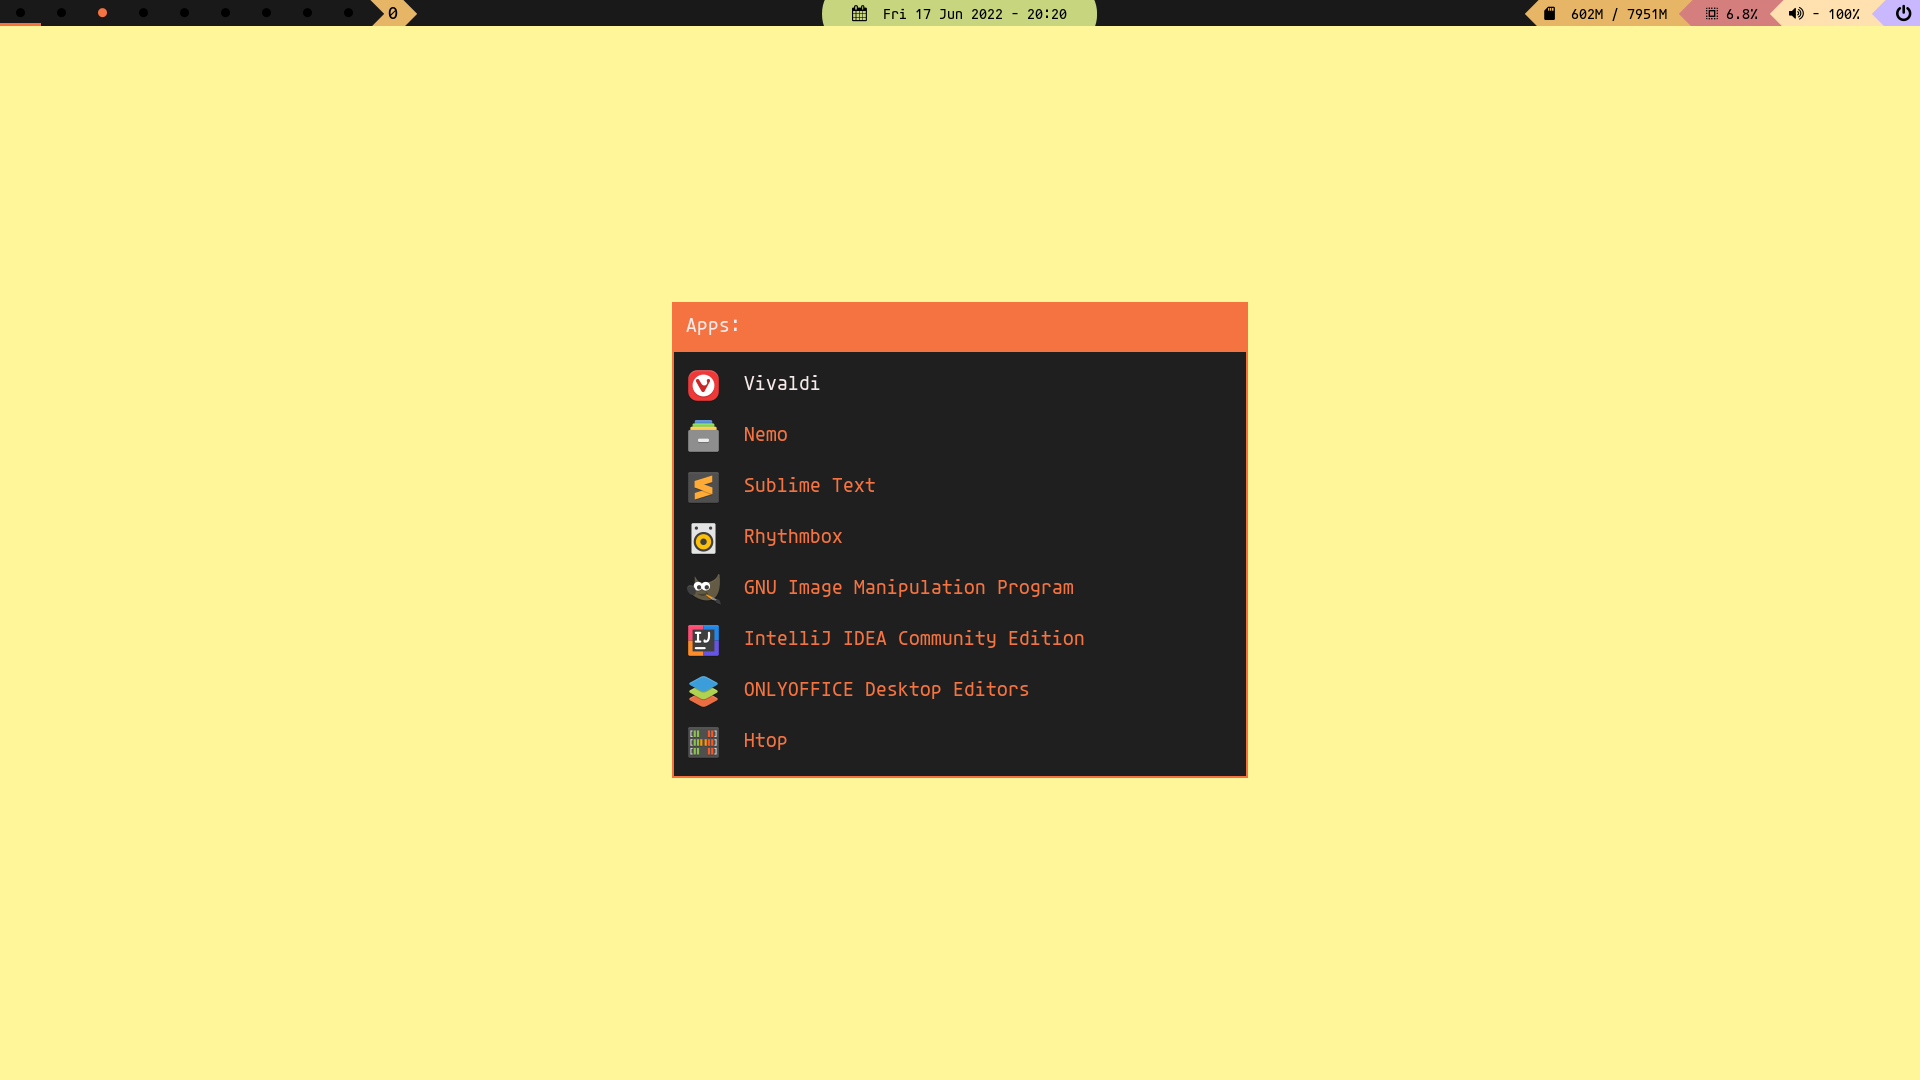 0
Fri 17 Jun 2022 - 20:20
602M / 7951M
6.8%
- 100%
Apps:
Vivaldi
Nemo
Sublime Text
Rhythmbox
GNU Image Manipulation Program
IJ
IntelliJ IDEA Community Edition
ONLYOFFICE Desktop Editors
Htop